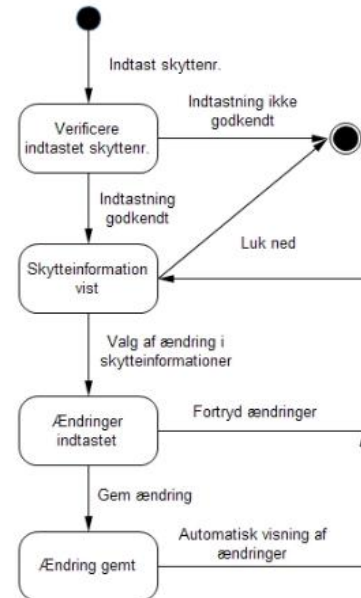 Indtast skyttenr.
Verificere
indtastet skyttenr.
Indtastning ikke
godkendt
Indtastning
godkendt
Skytteinformation
vist
Luk ned
Valg af ændring i
skytteinformationer
Ændringer
indtastet
Fortryd ændringer
Gem ændring
Ændring gemt
Automatisk visning af
ændringer